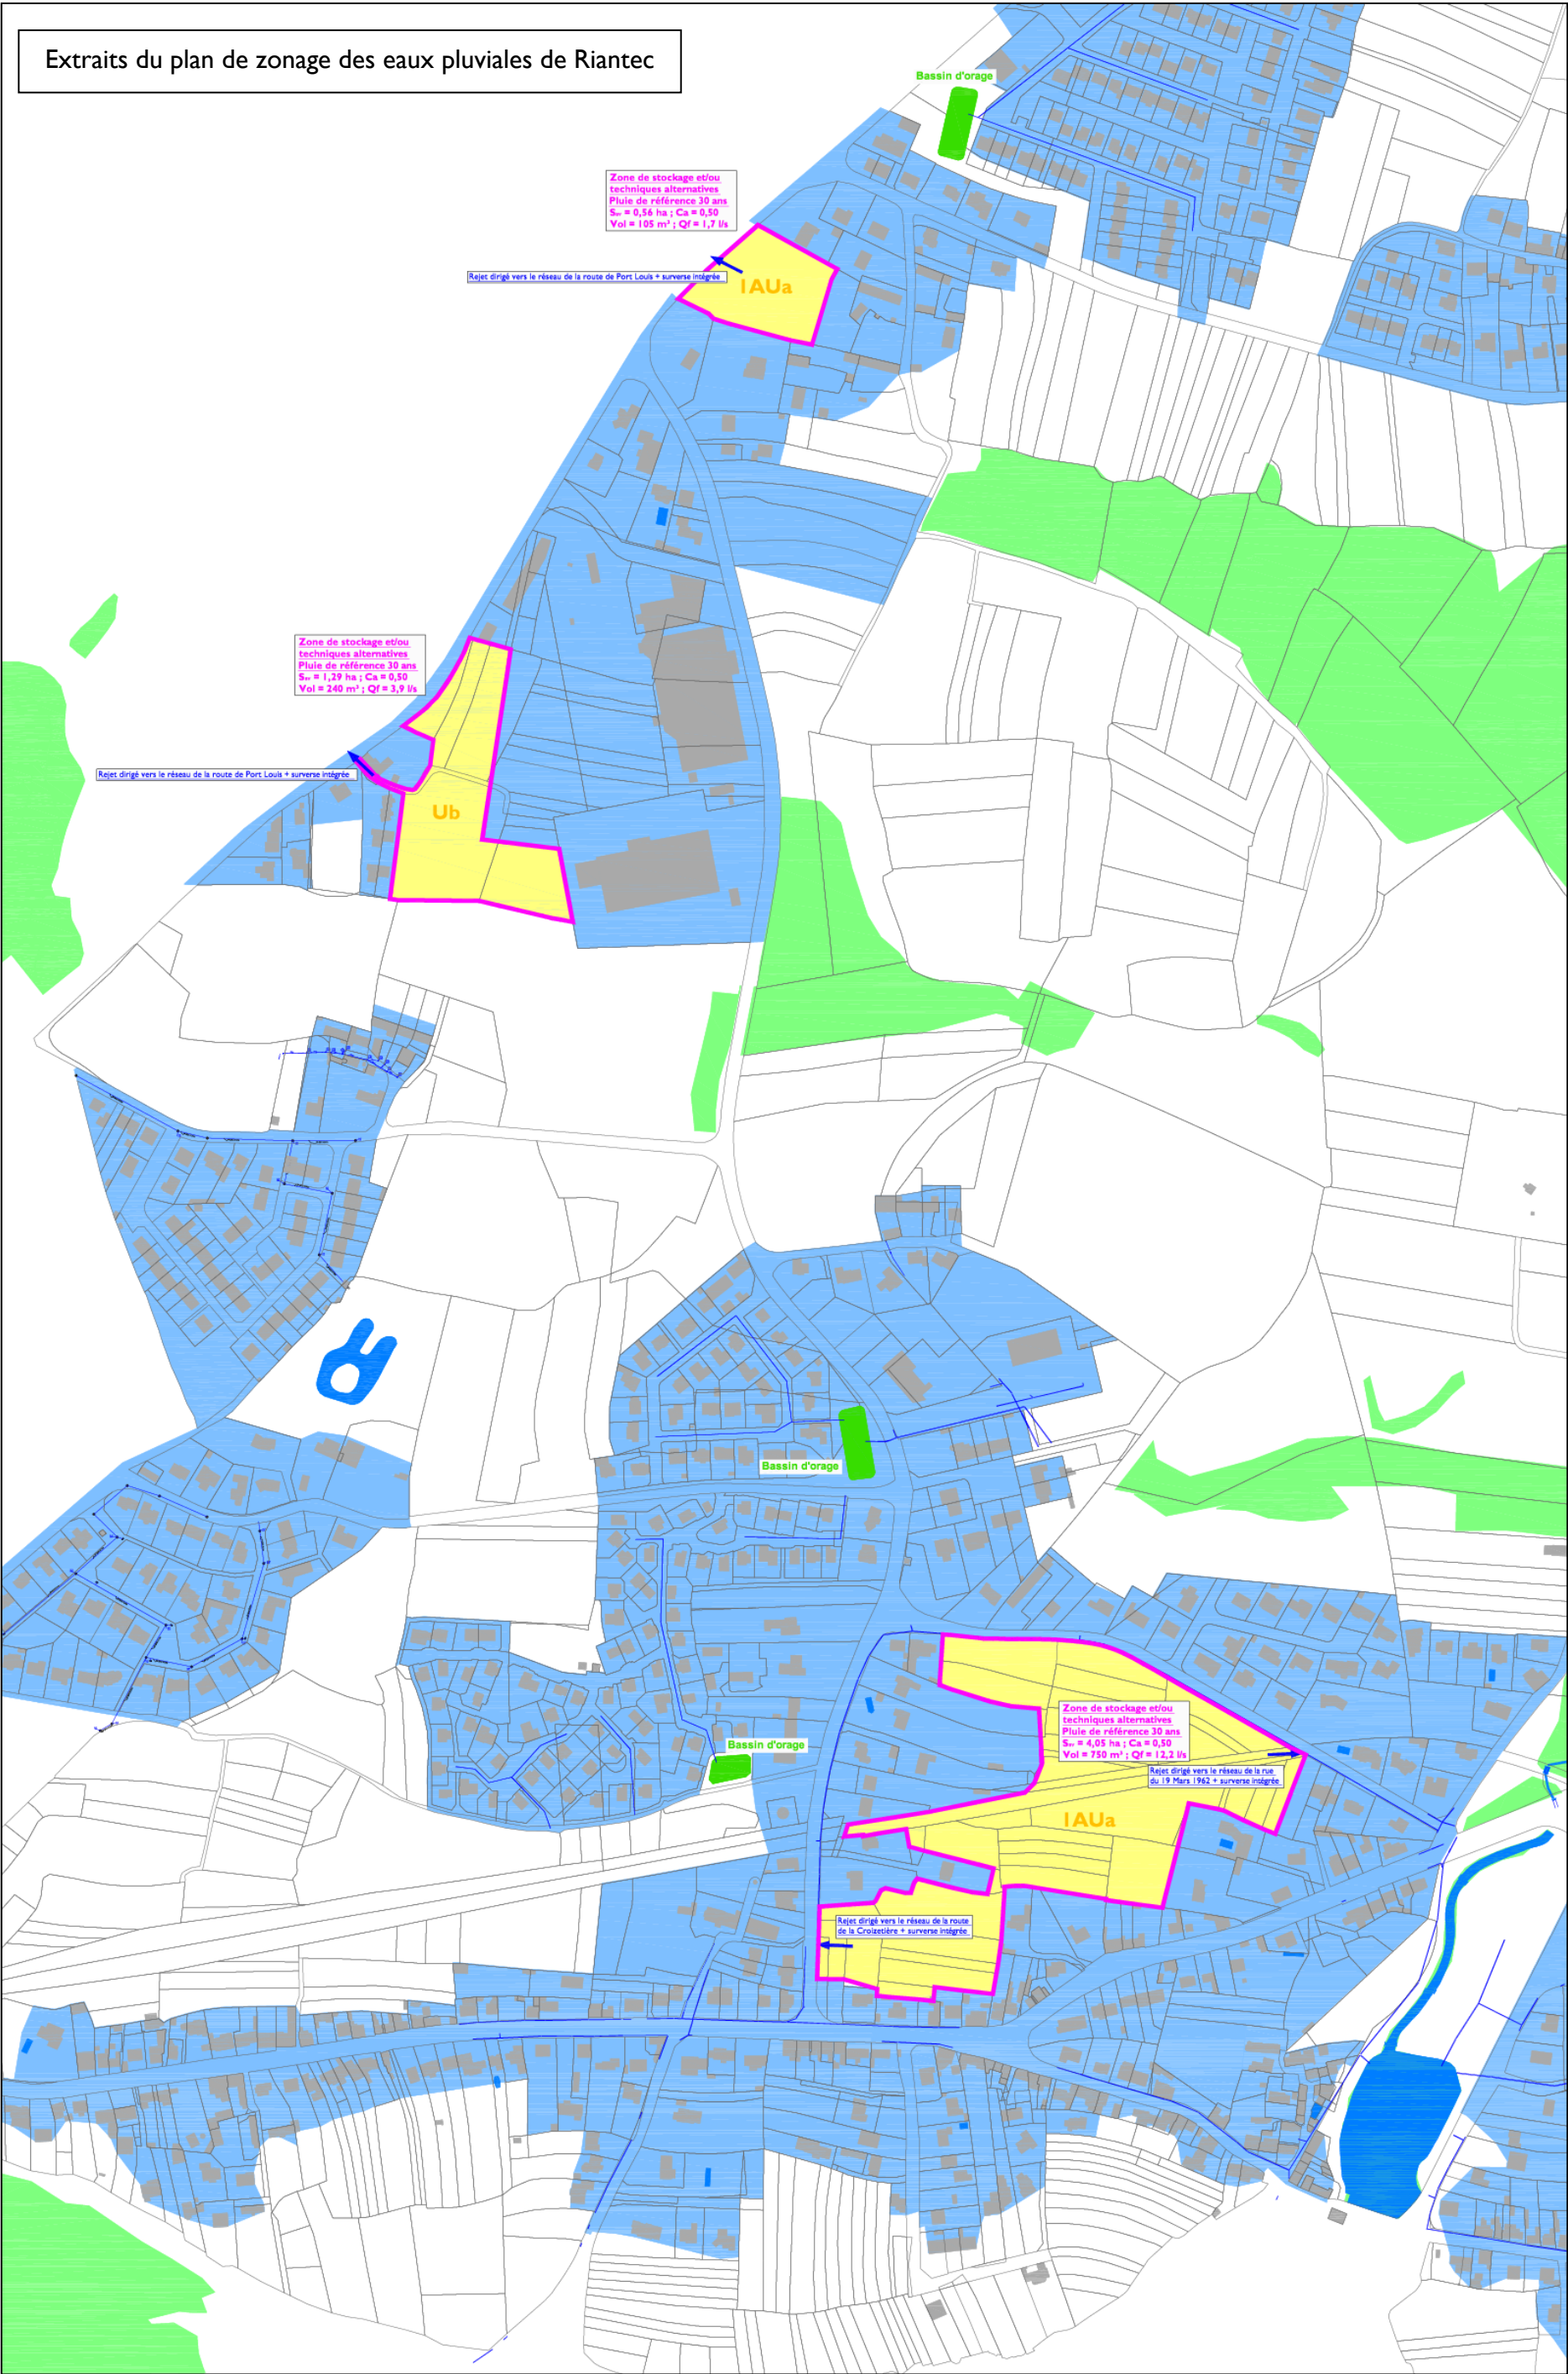 Extraits du plan de zonage des eaux pluviales de Riantec
Bassin d'orage
Zone de stockage et/ou
techniques alternatives
Pluie de référence 30 ans
= 0,56 ha ; Ca = 0,50
Vol = 105 m³ ; Qf = 1,7 l/s
Rejet dirigé vers le réseau de la route de Port Louis + surverse intégrée
1AUa
Zone de stockage et/ou
techniques alternatives
Pluie de référence 30 ans
= 1,29 ha ; Ca = 0,50
Vol = 240 m³ ; Qf = 3,9 l/s
Rejet dirigé vers le réseau de la route de Port Louis + surverse intégrée
Ub
Bassin d'orage
Zone de stockage et/ou
techniques alternatives
Pluie de référence 30 ans
= 4,05 ha ; Ca = 0,50
Vol = 750 m³ ; Qf = 12,2 l/s
Bassin d'orage
Rejet dirigé vers le réseau de la rue
du 19 Mars 1962 + surverse intégrée
1AUa
Rejet dirigé vers le réseau de la route
de la Croizetière + surverse intégrée